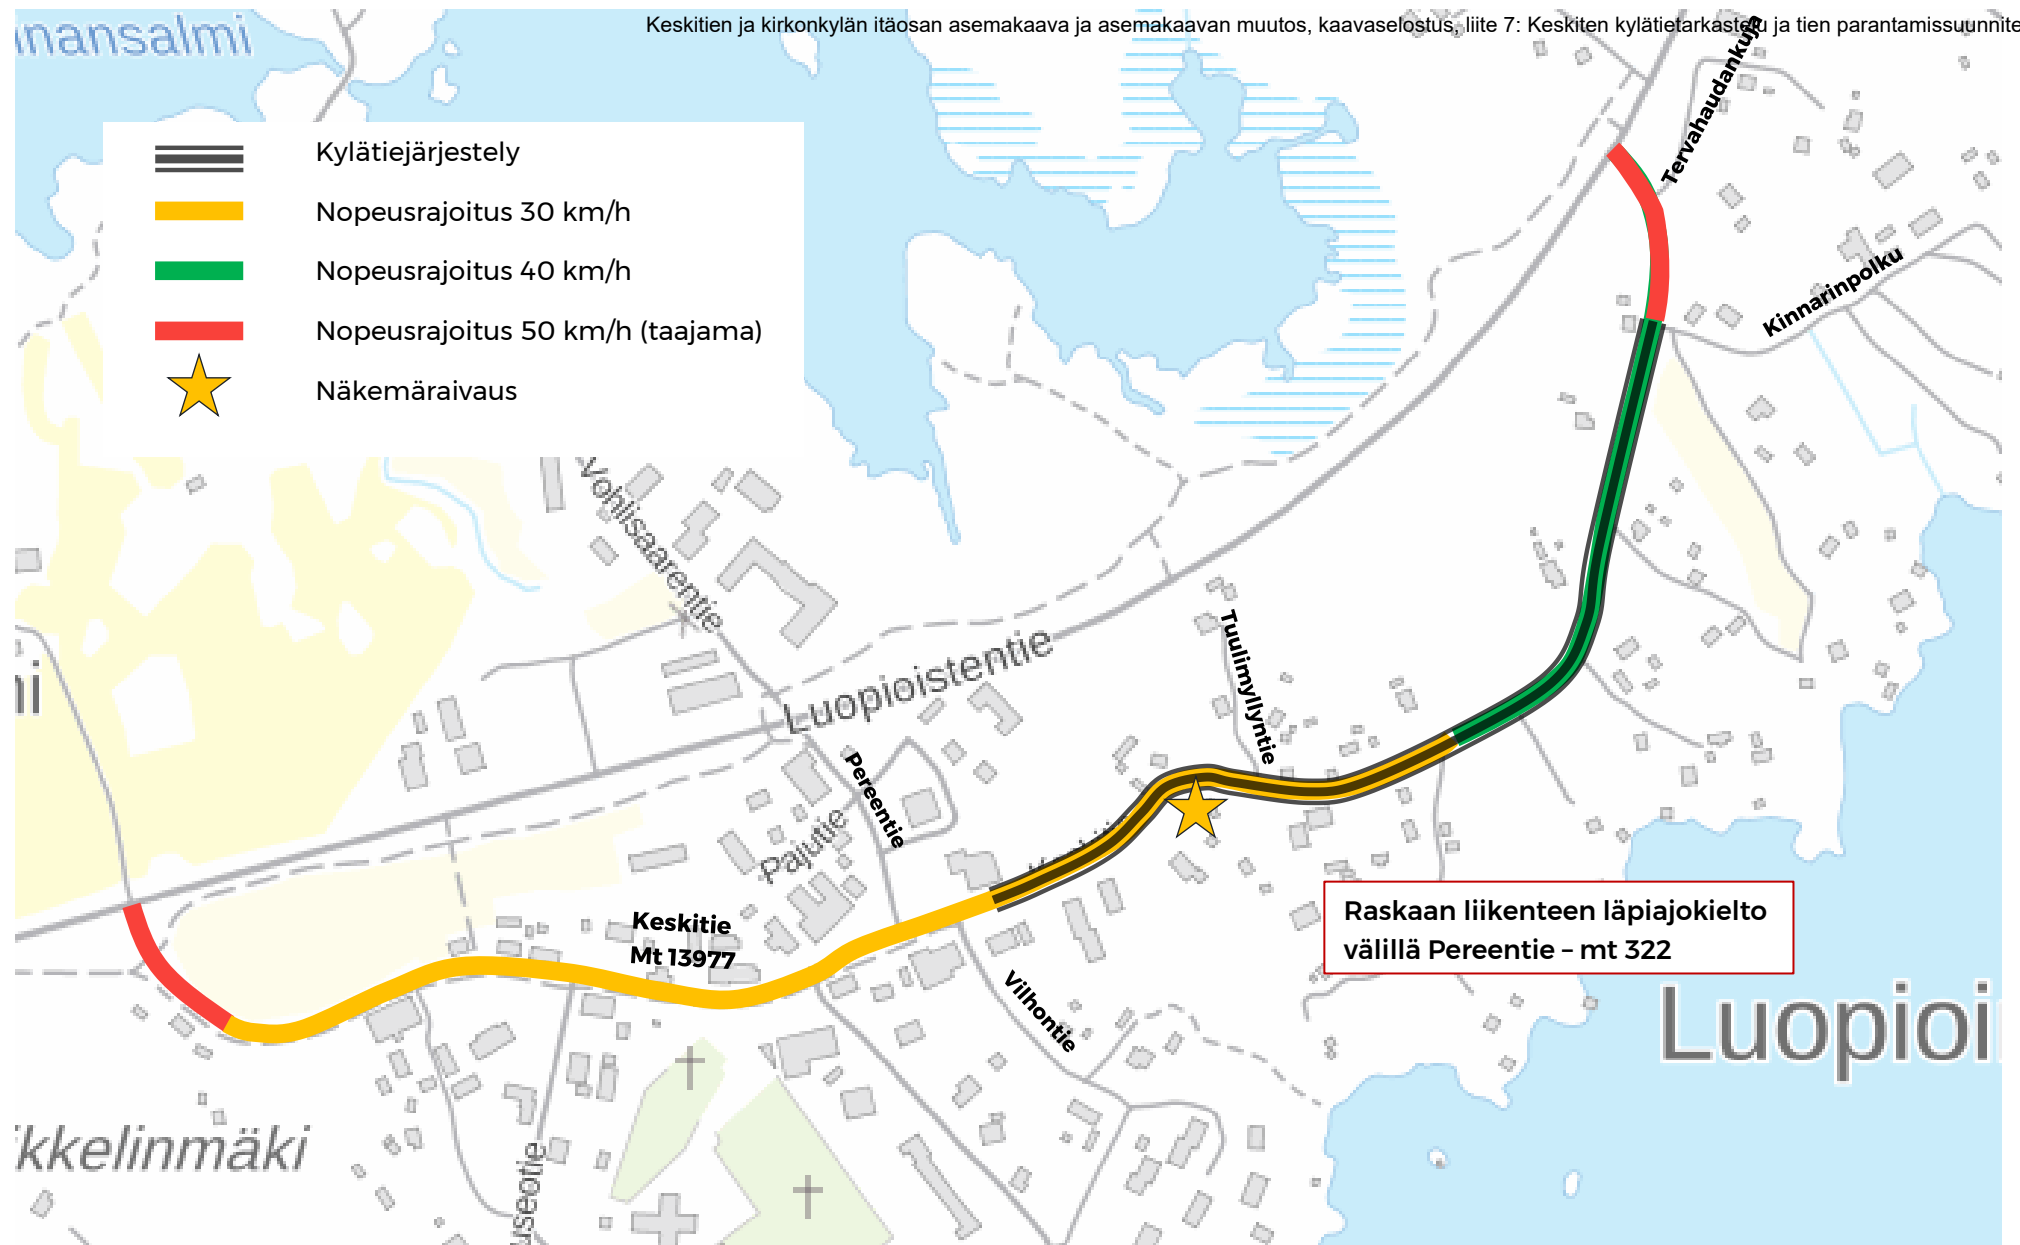 Keskitien ja kirkonkylän itäosan asemakaava ja asemakaavan muutos, kaavaselostus, liite 7: Keskiten kylätietarkastelu ja tien parantamissuunnite
nansalmi
Tervahaudankuja
Kylätiejärjestely
Nopeusrajoitus 30 km/h
Nopeusrajoitus 40 km/h
Nopeusrajoitus 50 km/h (taajama)
Näkemäraivaus
Kinnarinpolku
Vohlisaarentie
Luopioistentie
Tuulimyllyntie
Pereentie
Pajutie
Keskitie
Mt 13977
Raskaan liikenteen läpiajokielto
välillä Pereentie – mt 322
Vilhontie
Luopioi
kkelinmäki
useotie